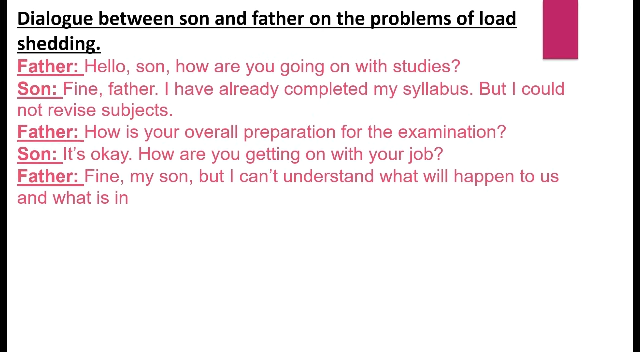 Dialogue between son and father on the problems of load
shedding.
Father: Hello, son, how are you going on with studies?
Son: Fine, father. I have already completed my syllabus. But I could
not revise subjects.
Father: How is your overall preparation for the examination?
Son: It’s okay. How are you getting on with your job?
Father: Fine, my son, but I can’t understand what will happen to us
and what is in